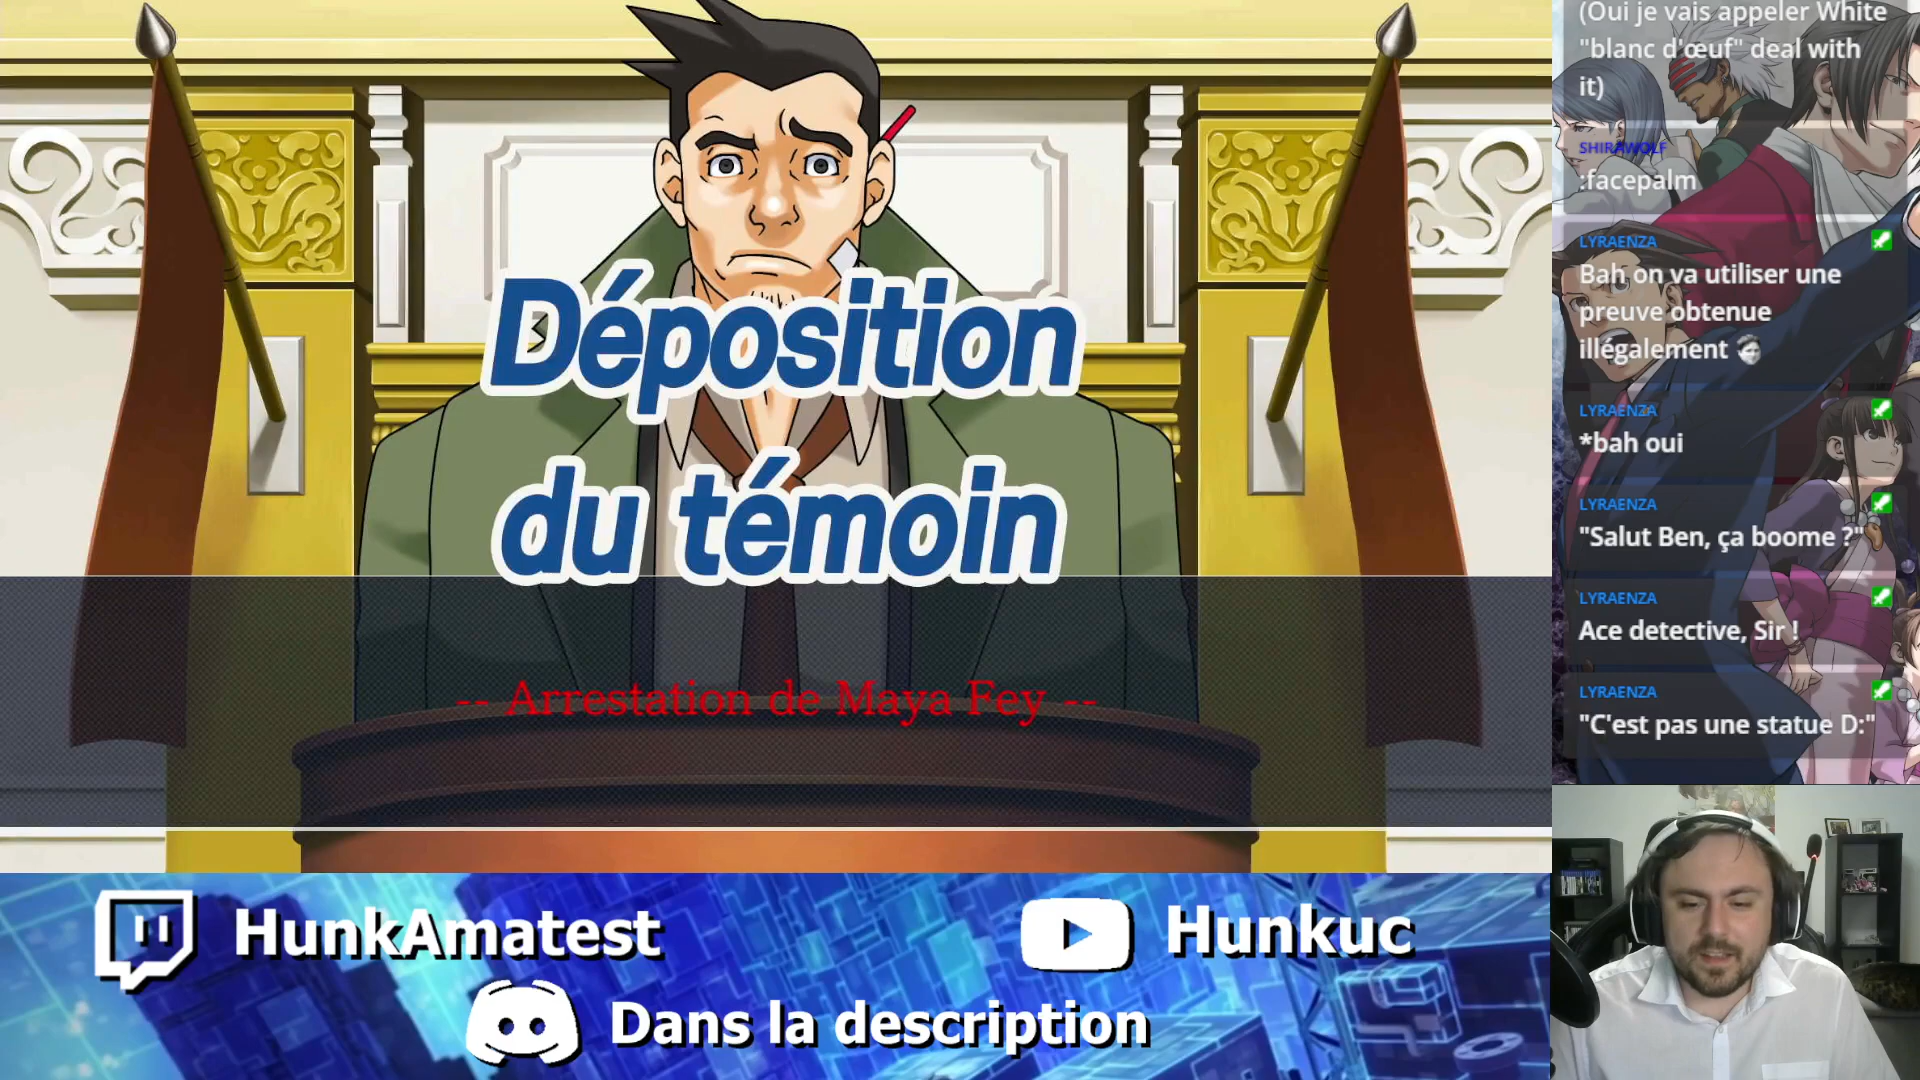 Déposition
du témoin
-- Arrestation de Maya Fey --
(Oui je vais appeler White
"blanc d'œuf" deal with
it)
SHIRAWOLF
:facepalm
LYRAENZA
Bah on va utiliser une
preuve obtenue
illégalement
LYRAENZA
*bah oui
LYRAENZA
"Salut Ben, ça boome ?"
LYRAENZA
Ace detective, Sir !
LYRAENZA
"C'est pas une statue D:"
HunkAmatest
Hunkuc
Dans la description